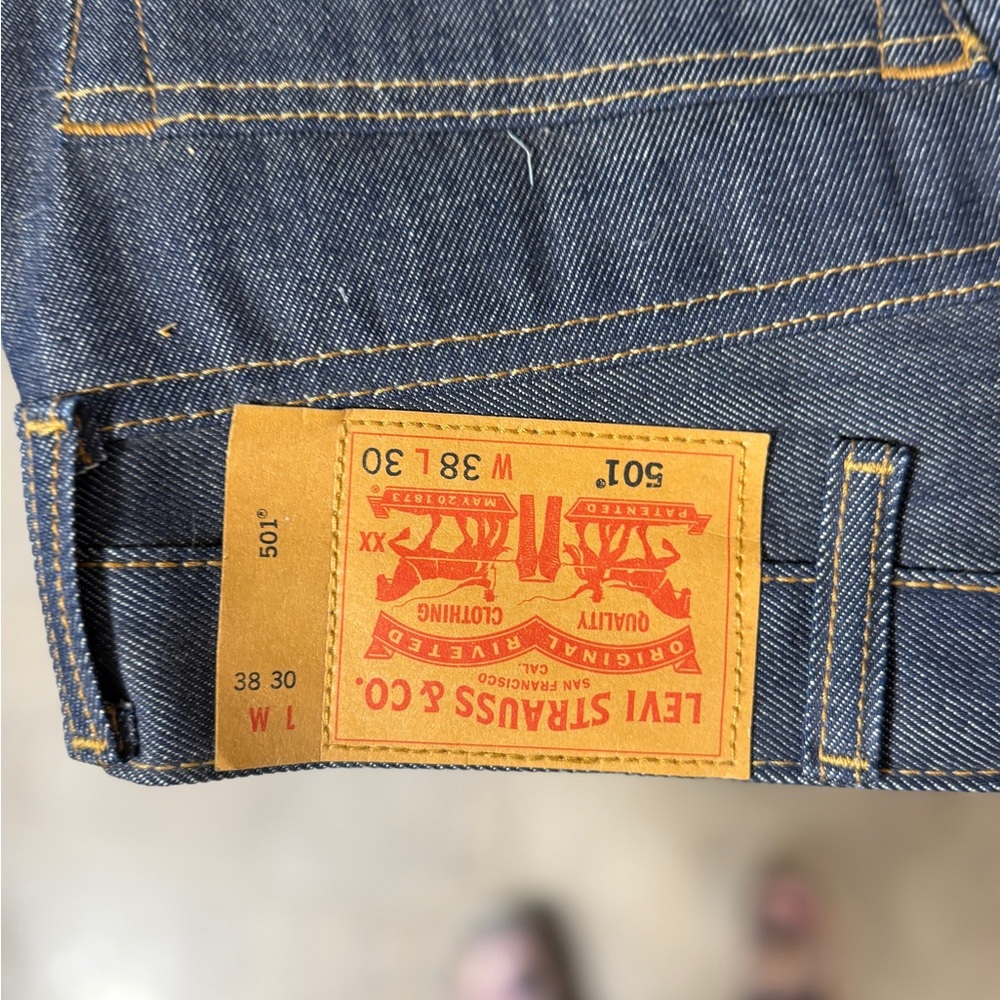 LEVI STRAUSS & CO.
SAN FRANCISCO
CAL.
ORIGINAL RIVETED
QUALITY CLOTHING
XX
PATENTED MAY 20 1873
501® W 38 L 30
501®
38 30
W L